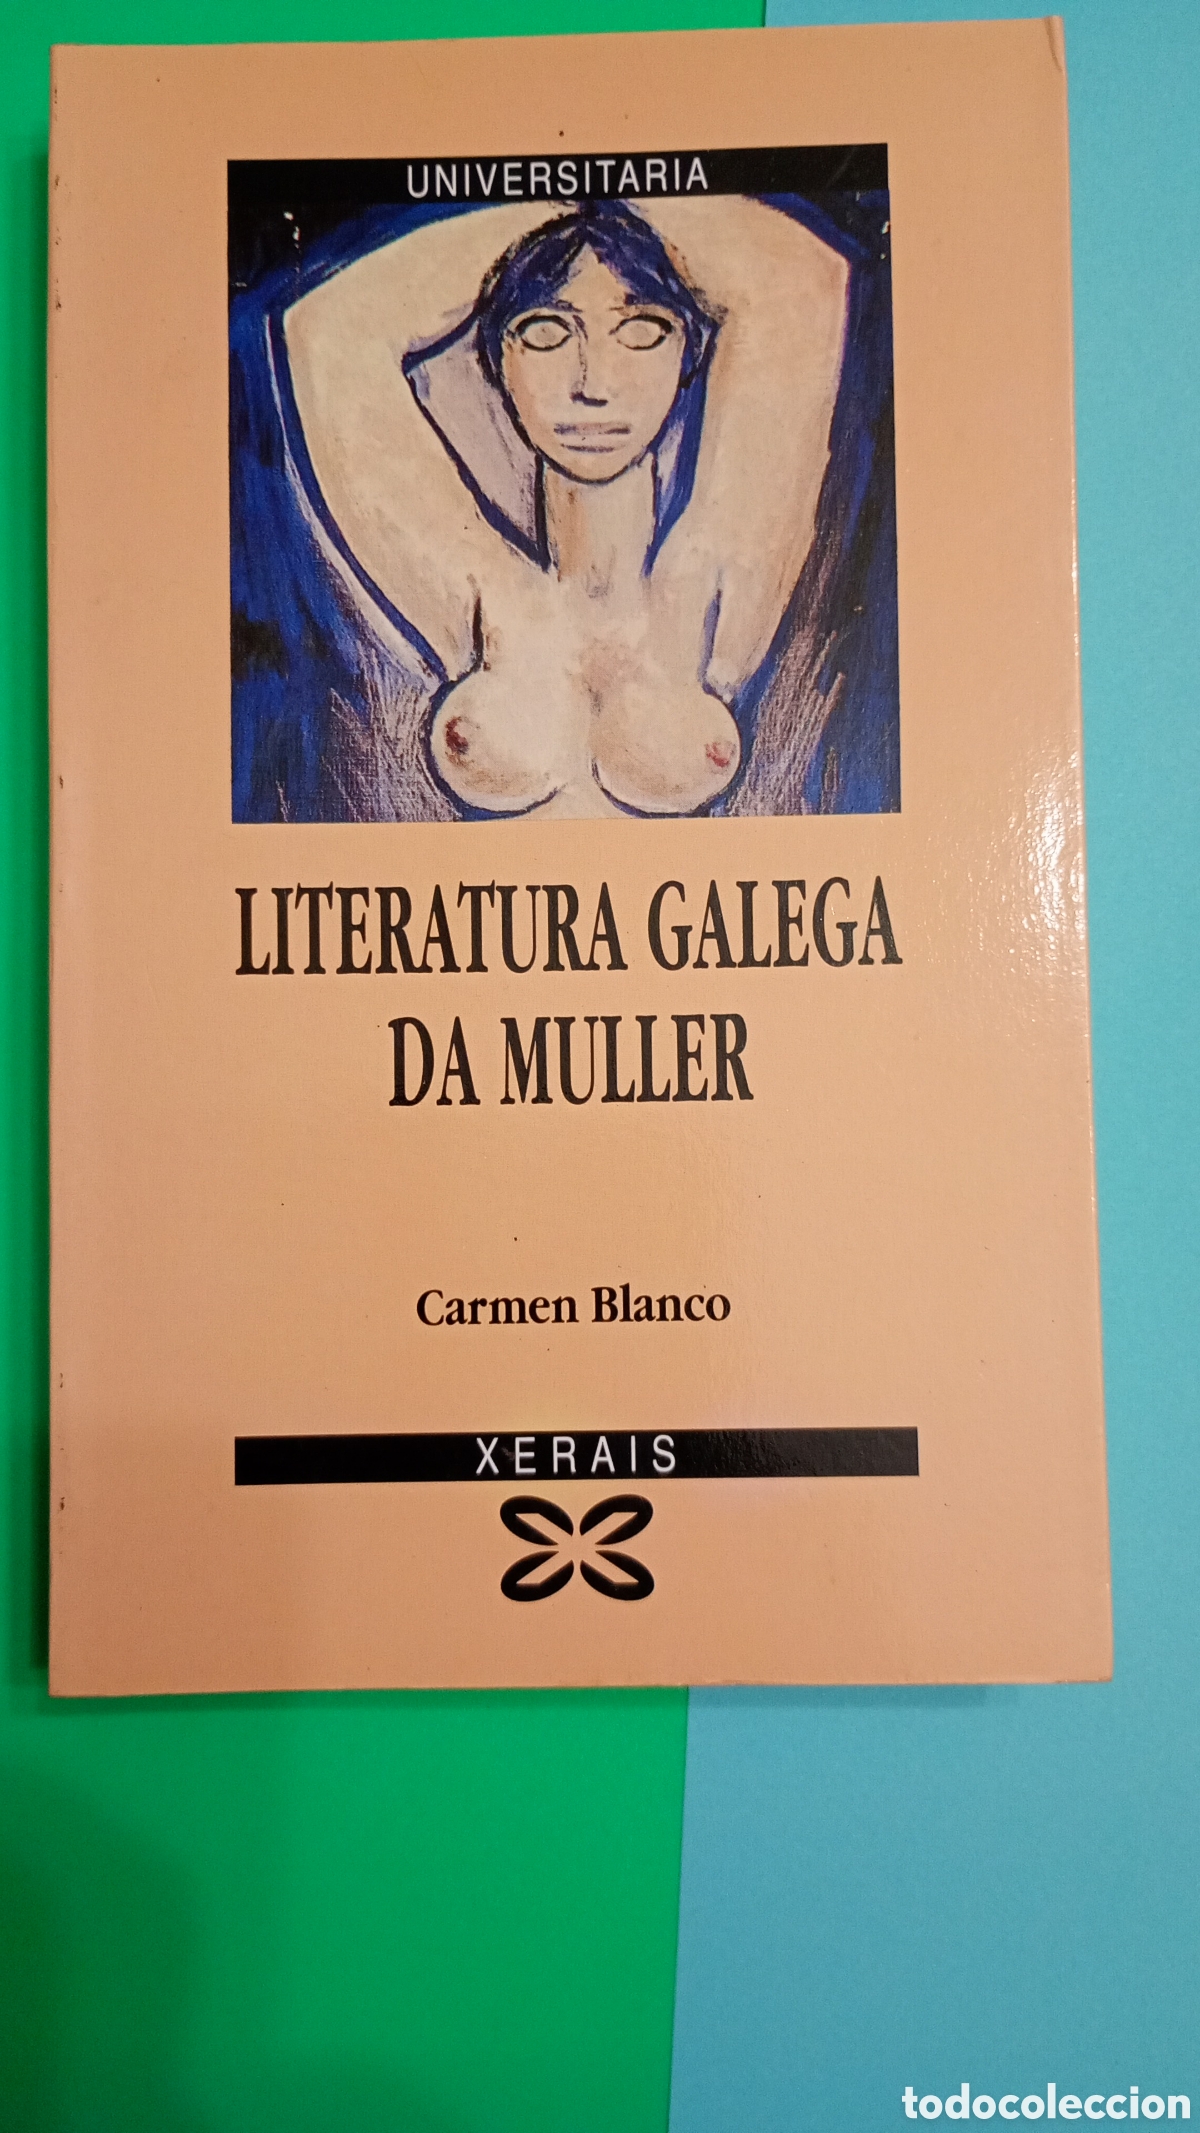 UNIVERSITARIA
LITERATURA GALEGA
DA MULLER
Carmen Blanco
XERAIS
todocoleccion